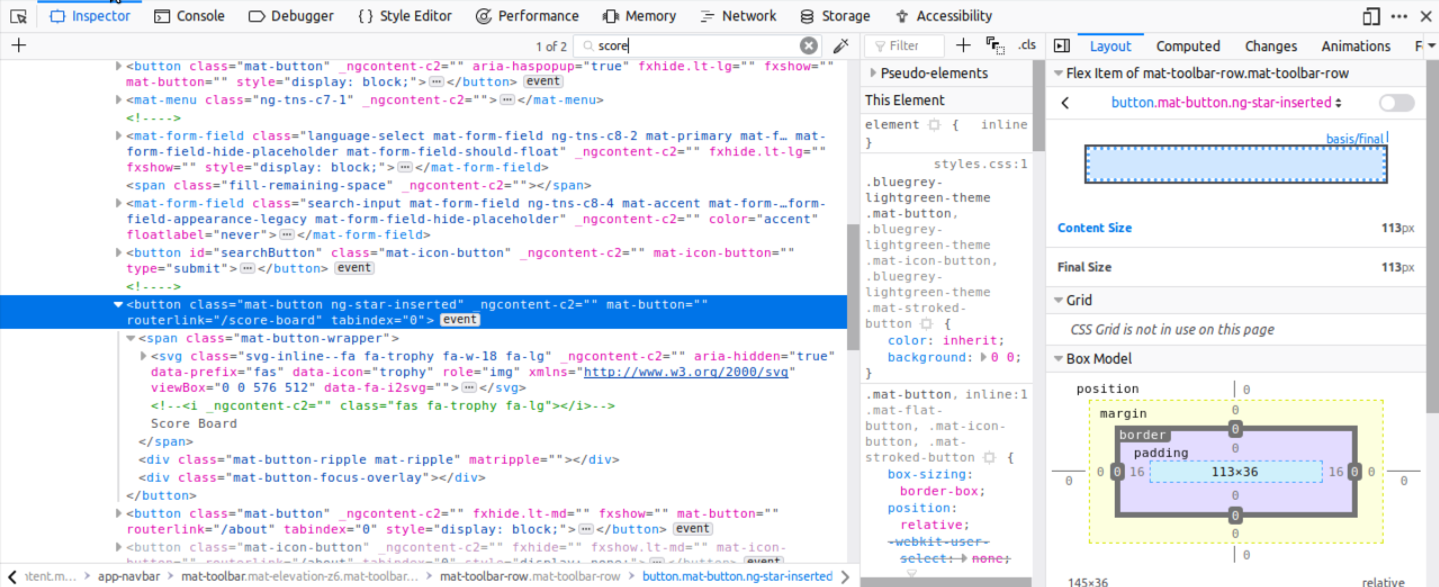 Inspector Console Debugger Style Editor Performance Memory Network Storage Accessibility
1 of 2 score
<button class="mat-button" _ngcontent-c2="" aria-haspopup="true" fxhide.lt-lg="" fxshow=""
mat-button="" style="display: block;"> </button> event
<mat-menu class="ng-tns-c7-1" _ngcontent-c2=""> </mat-menu>
<!---->
<mat-form-field class="language-select mat-form-field ng-tns-c8-2 mat-primary mat-f… mat-
form-field-hide-placeholder mat-form-field-should-float" _ngcontent-c2="" fxhide.lt-lg=""
fxshow="" style="display: block;"> </mat-form-field>
<span class="fill-remaining-space" _ngcontent-c2=""></span>
<mat-form-field class="search-input mat-form-field ng-tns-c8-4 mat-accent mat-form-…form-
field-appearance-legacy mat-form-field-hide-placeholder" _ngcontent-c2="" color="accent"
floatlabel="never"> </mat-form-field>
<button id="searchButton" class="mat-icon-button" _ngcontent-c2="" mat-icon-button=""
type="submit"> </button> event
<!---->
<button class="mat-button ng-star-inserted" _ngcontent-c2="" mat-button=""
routerlink="/score-board" tabindex="0"> event
<span class="mat-button-wrapper">
<svg class="svg-inline--fa fa-trophy fa-w-18 fa-lg" _ngcontent-c2="" aria-hidden="true"
data-prefix="fas" data-icon="trophy" role="img" xmlns="http://www.w3.org/2000/svg"
viewBox="0 0 576 512" data-fa-i2svg=""> </svg>
<!--<i _ngcontent-c2="" class="fas fa-trophy fa-lg"></i>-->
Score Board
</span>
<div class="mat-button-ripple mat-ripple" matripple=""></div>
<div class="mat-button-focus-overlay"></div>
</button>
<button class="mat-button" _ngcontent-c2="" fxhide.lt-md="" fxshow="" mat-button=""
routerlink="/about" tabindex="0" style="display: block;"> </button> event
<button class="mat-icon-button" _ngcontent-c2="" fxhide="" fxshow.lt-md="" mat-icon-
tent.m… app-navbar mat-toolbar.mat-elevation-z6.mat-toolbar… mat-toolbar-row.mat-toolbar-row button.mat-button.ng-star-inserted
Filter .cls
Pseudo-elements
This Element
element { inline
}
styles.css:1
.bluegrey-
lightgreen-theme
.mat-button,
.bluegrey-
lightgreen-theme
.mat-icon-button,
.bluegrey-
lightgreen-theme
.mat-stroked-
button {
color: inherit;
background: 0 0;
}
.mat-button, inline:1
.mat-flat-
button, .mat-icon-
button, .mat-
stroked-button {
box-sizing:
border-box;
position:
relative;
-webkit-user-
select: none;
Layout Computed Changes Animations F
Flex Item of mat-toolbar-row.mat-toolbar-row
button.mat-button.ng-star-inserted
basis/final
Content Size 113px
Final Size 113px
Grid
CSS Grid is not in use on this page
Box Model
position 0
margin 0
border 0
padding 0
0 0 0 16 113×36 16 0 0 0
0
0
0
0
145×36 relative